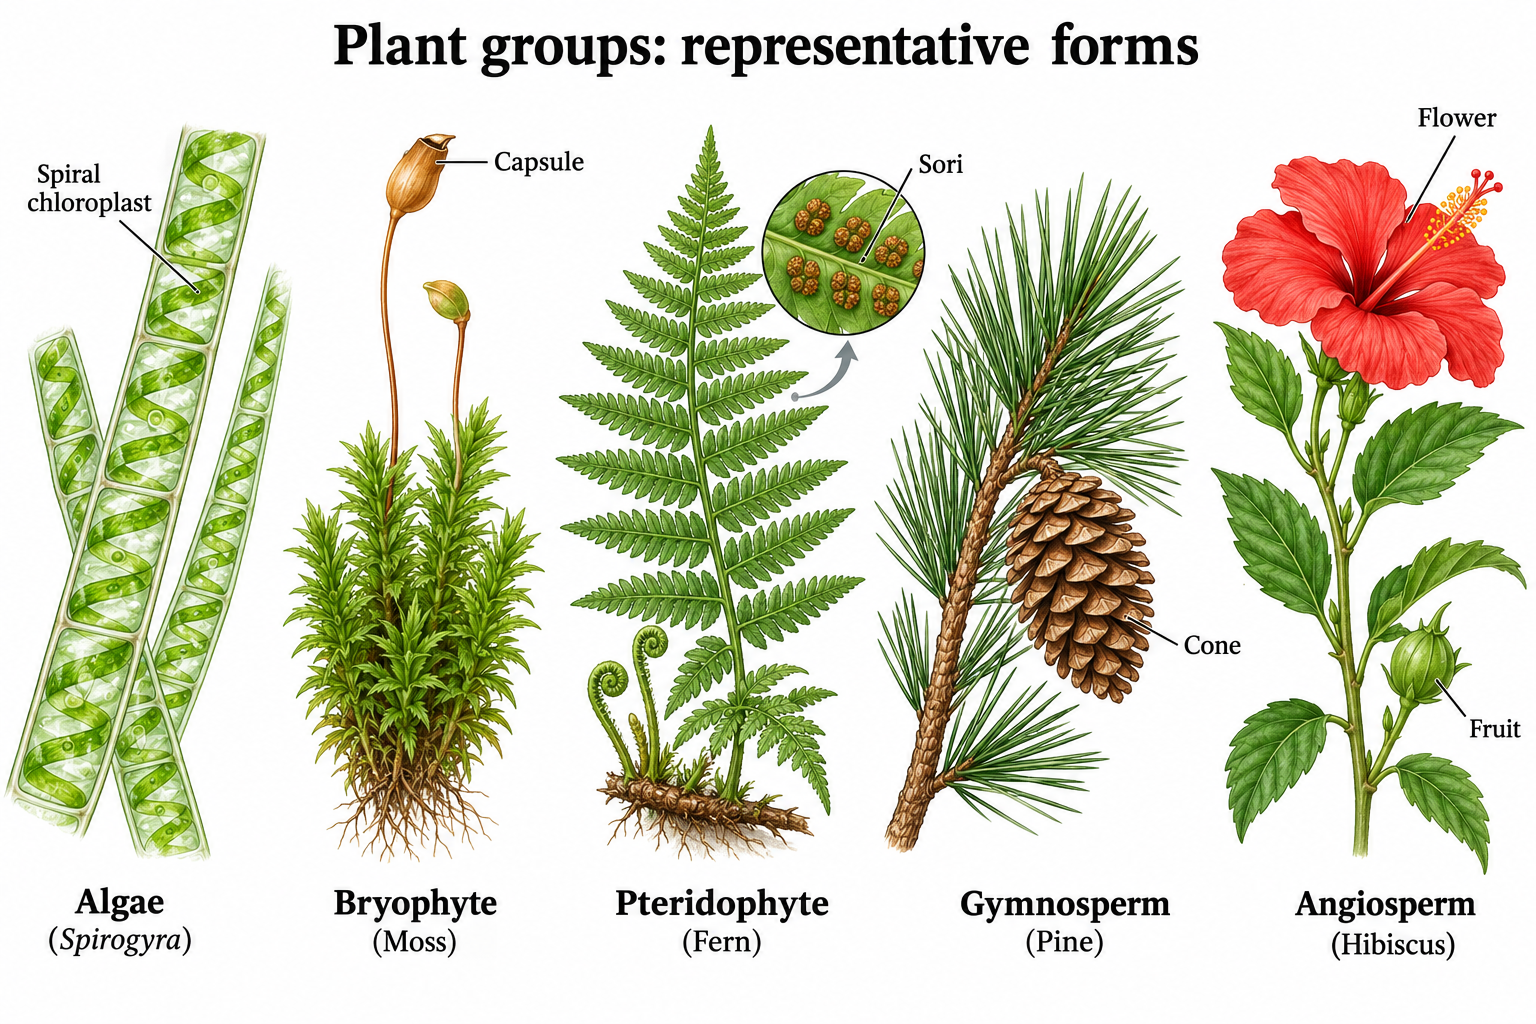 Plant groups: representative forms
Spiral
chloroplast
Capsule
Sori
Cone
Flower
Fruit
Algae
(Spirogyra)
Bryophyte
(Moss)
Pteridophyte
(Fern)
Gymnosperm
(Pine)
Angiosperm
(Hibiscus)